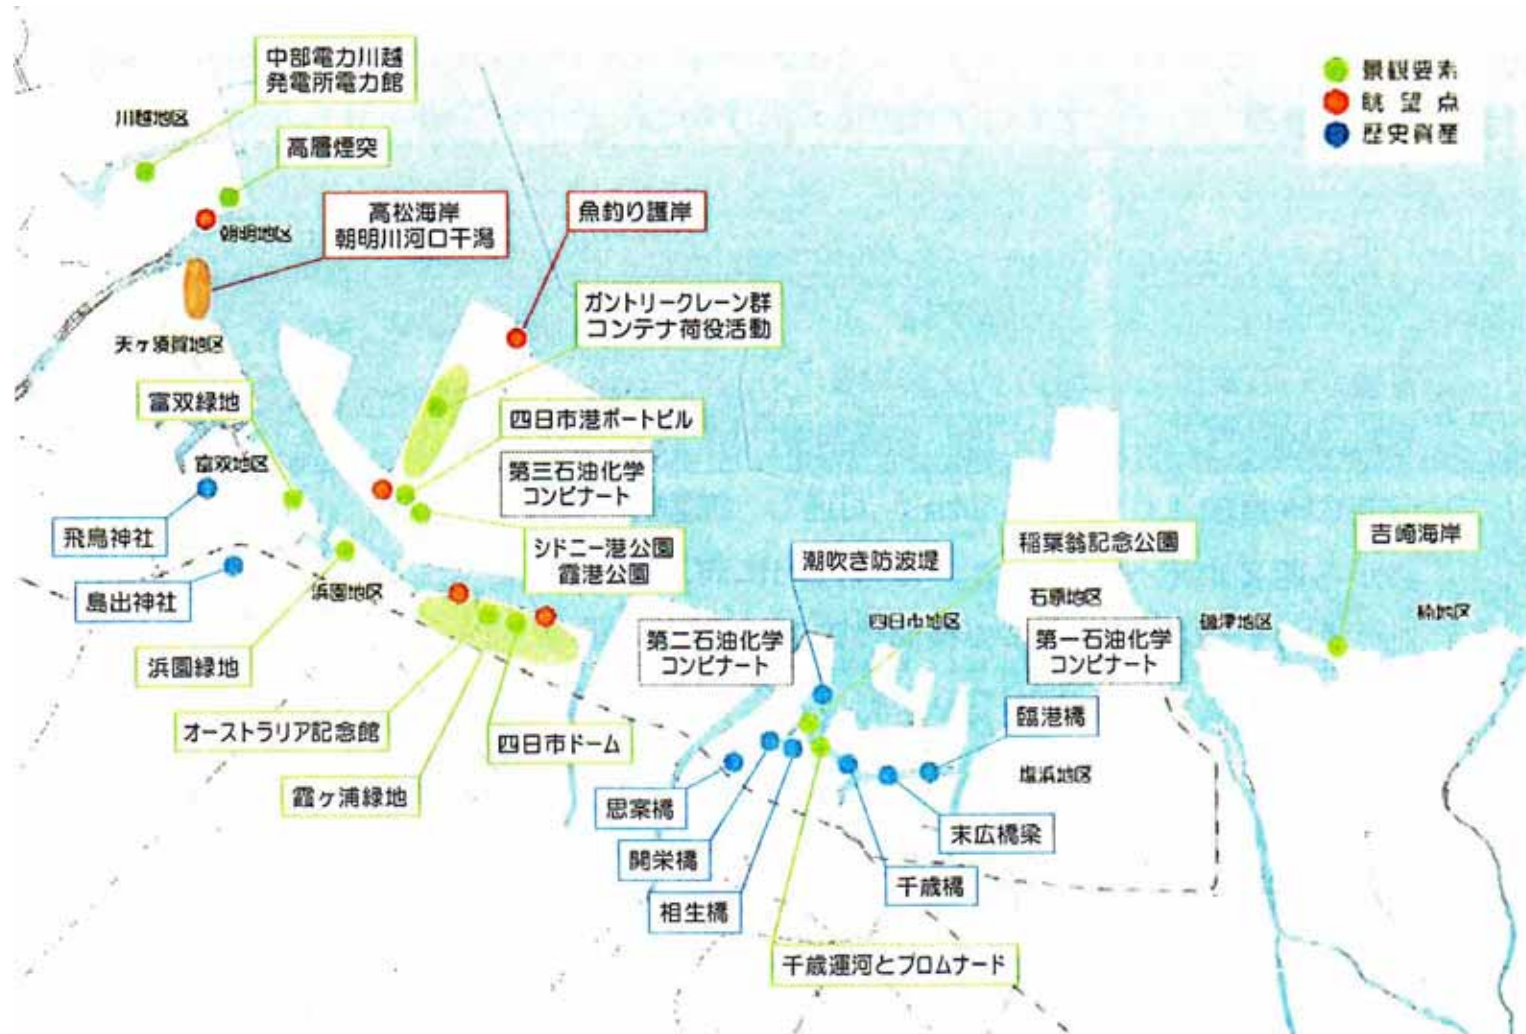 中部電力川越
発電所電力館
景観要素
眺望点
歴史資産
川越地区
高層煙突
高松海岸
朝明川河口干潟
魚釣り護岸
朝明地区
ガントリークレーン群
コンテナ荷役活動
天ヶ須賀地区
富双緑地
四日市港ポートビル
富双地区
第三石油化学
コンビナート
飛鳥神社
シドニー港公園
霞港公園
潮吹き防波堤
稲葉翁記念公園
吉崎海岸
鳥出神社
浜園地区
石原地区
四日市地区
磯津地区
楠地区
浜園緑地
第二石油化学
コンビナート
第一石油化学
コンビナート
オーストラリア記念館
四日市ドーム
臨港橋
霞ヶ浦緑地
塩浜地区
思案橋
末広橋梁
開栄橋
千歳橋
相生橋
千歳運河とプロムナード